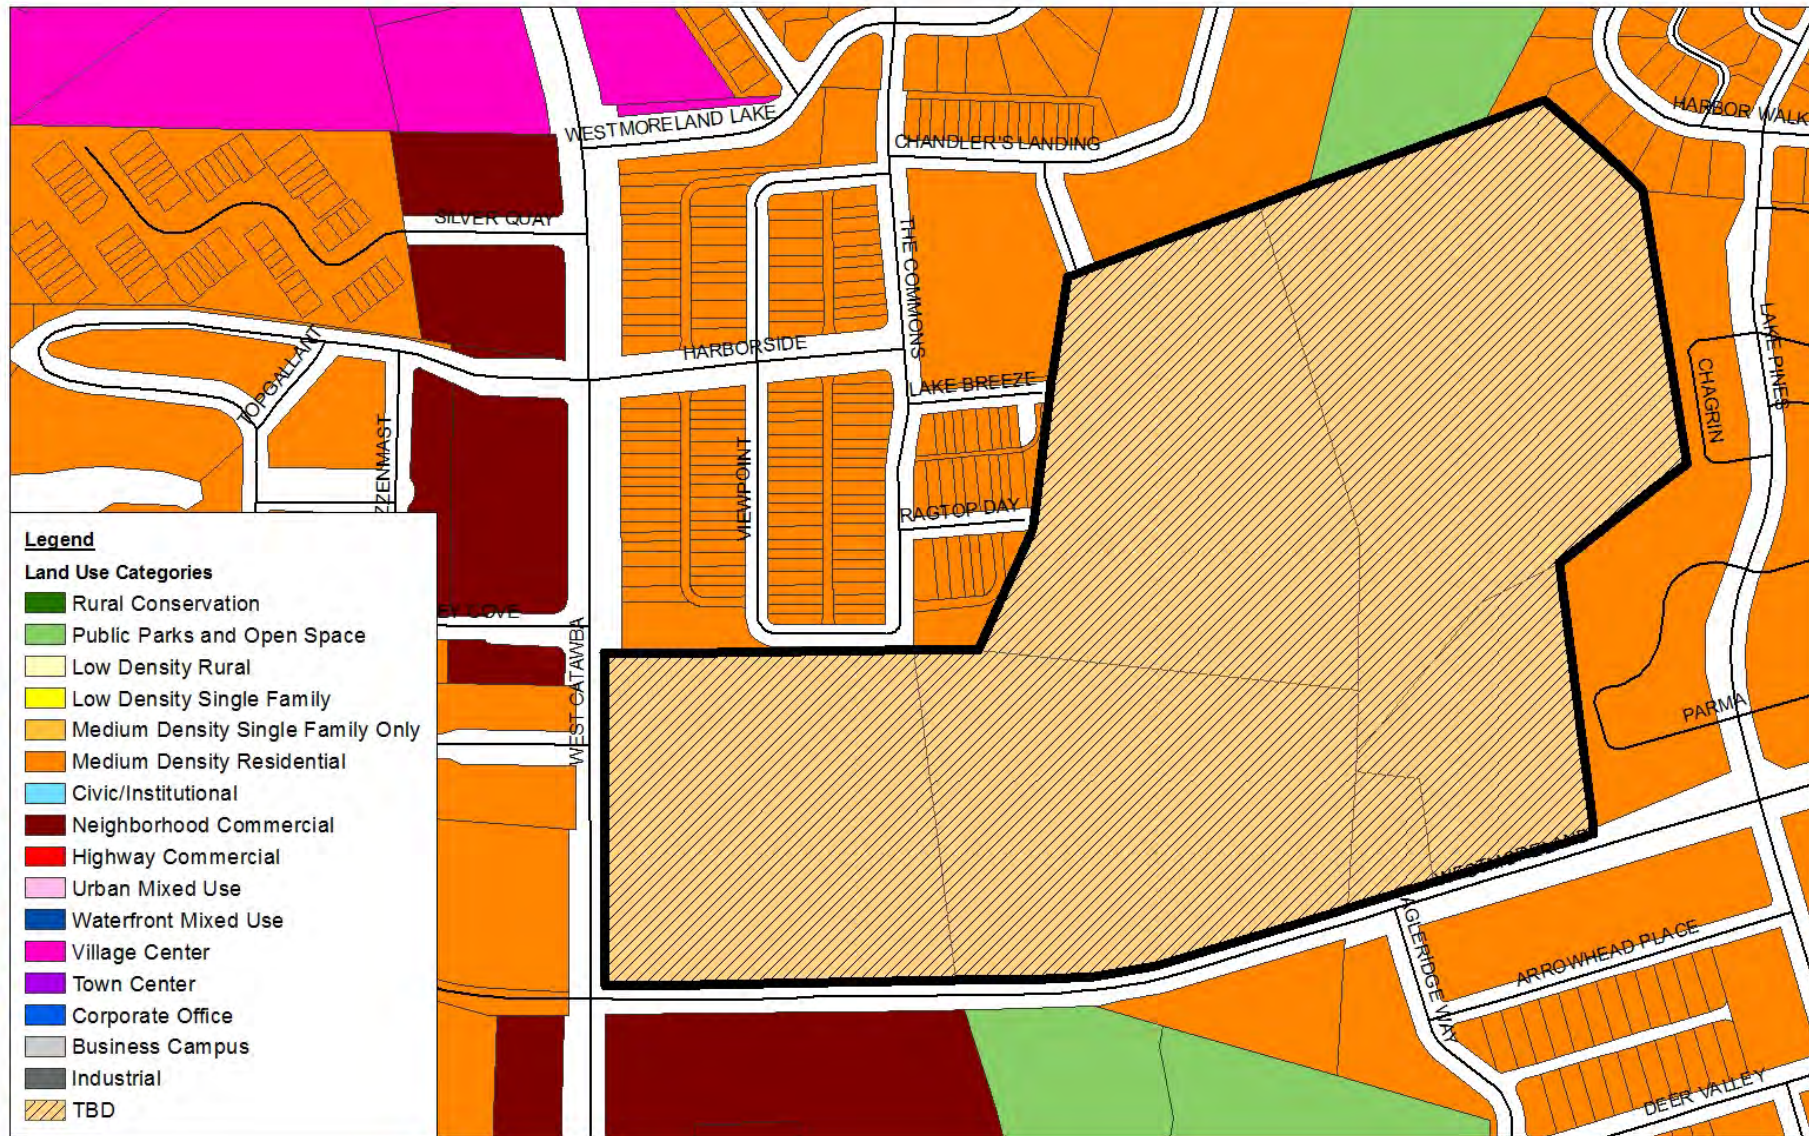 WESTMORELAND LAKE
HARBOR WALK
CHANDLER'S LANDING
SILVER QUAY
THE COMMONS
TOPGALLANT
HARBORSIDE
LAKE PINES
CHAGRIN
LAKE BREEZE
ZZENMAST
VIEWPOINT
RAGTOP DAY
EY COVE
WEST CATAWBA
PARMA
AGLERIDGE WAY
ARROWHEAD PLACE
DEER VALLEY
Legend
Land Use Categories
Rural Conservation
Public Parks and Open Space
Low Density Rural
Low Density Single Family
Medium Density Single Family Only
Medium Density Residential
Civic/Institutional
Neighborhood Commercial
Highway Commercial
Urban Mixed Use
Waterfront Mixed Use
Village Center
Town Center
Corporate Office
Business Campus
Industrial
TBD